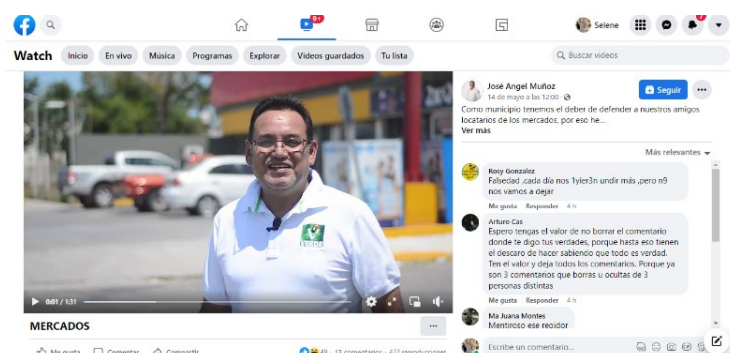 Selene
Watch
Inicio
En vivo
Música
Programas
Explorar
Videos guardados
Tu lista
Buscar videos
José Angel Muñoz
14 de mayo a las 12:00
Seguir
Como municipio tenemos el deber de defender a nuestros amigos
locatarios de los mercados, por eso he...
Ver más
Más relevantes
Rosy Gonzalez
Falsedad ,cada día nos 1yier3n undir más ,pero n9
nos vamos a dejar
Me gusta Responder 4 h
Arturo Cas
Espero tengas el valor de no borrar el comentario
donde te digo tus verdades, porque hasta eso tienen
el descaro de hacer sabiendo que todo es verdad.
Ten el valor y deja todos los comentarios. Porque ya
son 3 comentarios que borras u ocultas de 3
personas distintas
Me gusta Responder 4 h
Ma Juana Montes
Mentiroso ese regidor
Escribe un comentario...
VERDE
0:01 / 1:31
MERCADOS
Me gusta Comentar Compartir
49 · 13 comentarios · 677 reproducciones